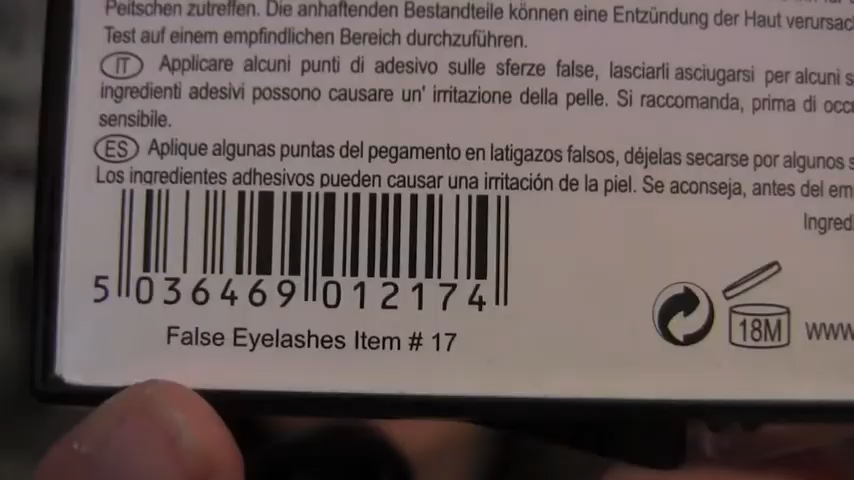 Peitschen zutreffen. Die anhaftenden Bestandteile können eine Entzündung der Haut
Test auf einem empfindlichen Bereich durchzuführen.
IT Applicare alcuni punti di adesivo sulle sferze false, lasciarli asciugarsi per alcuni s
ingredienti adesivi possono causare un' irritazione della pelle. Si raccomanda, prima di
sensibile.
ES Aplique algunas puntas del pegamento en latigazos falsos, déjelas secarse por algunos s
Los ingredientes adhesivos pueden causar una irritación de la piel. Se aconseja, antes del em
Ingred
5 036469 012174
False Eyelashes Item # 17
18M
www